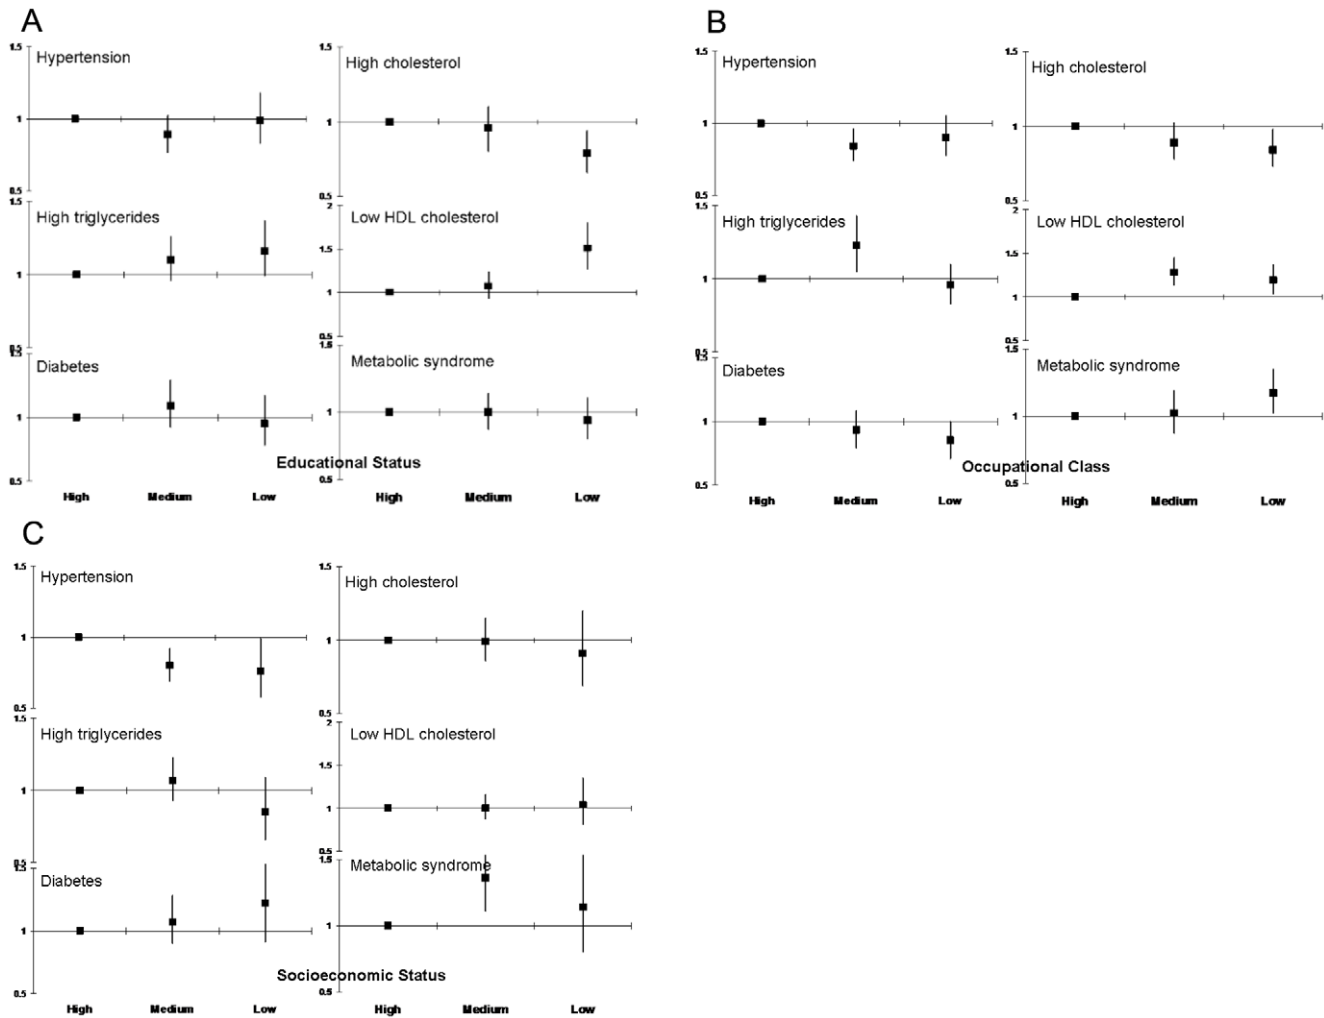 A
1.5
Hypertension
1
0.5
1.5
High cholesterol
1
0.5
1.5
High triglycerides
1
0.5
2
Low HDL cholesterol
1.5
1
0.5
1.5
Diabetes
1
0.5
1.5
Metabolic syndrome
1
0.5
Educational Status
High Medium Low
High Medium Low
B
1.5
Hypertension
1
0.5
1.5
High cholesterol
1
0.5
1.5
High triglycerides
1
0.5
2
Low HDL cholesterol
1.5
1
0.5
1.5
Diabetes
1
0.5
1.5
Metabolic syndrome
1
0.5
Occupational Class
High Medium Low
High Medium Low
C
1.5
Hypertension
1
0.5
1.5
High cholesterol
1
0.5
1.5
High triglycerides
1
0.5
2
Low HDL cholesterol
1.5
1
0.5
1.5
Diabetes
1
0.5
1.5
Metabolic syndrome
1
0.5
Socioeconomic Status
High Medium Low
High Medium Low